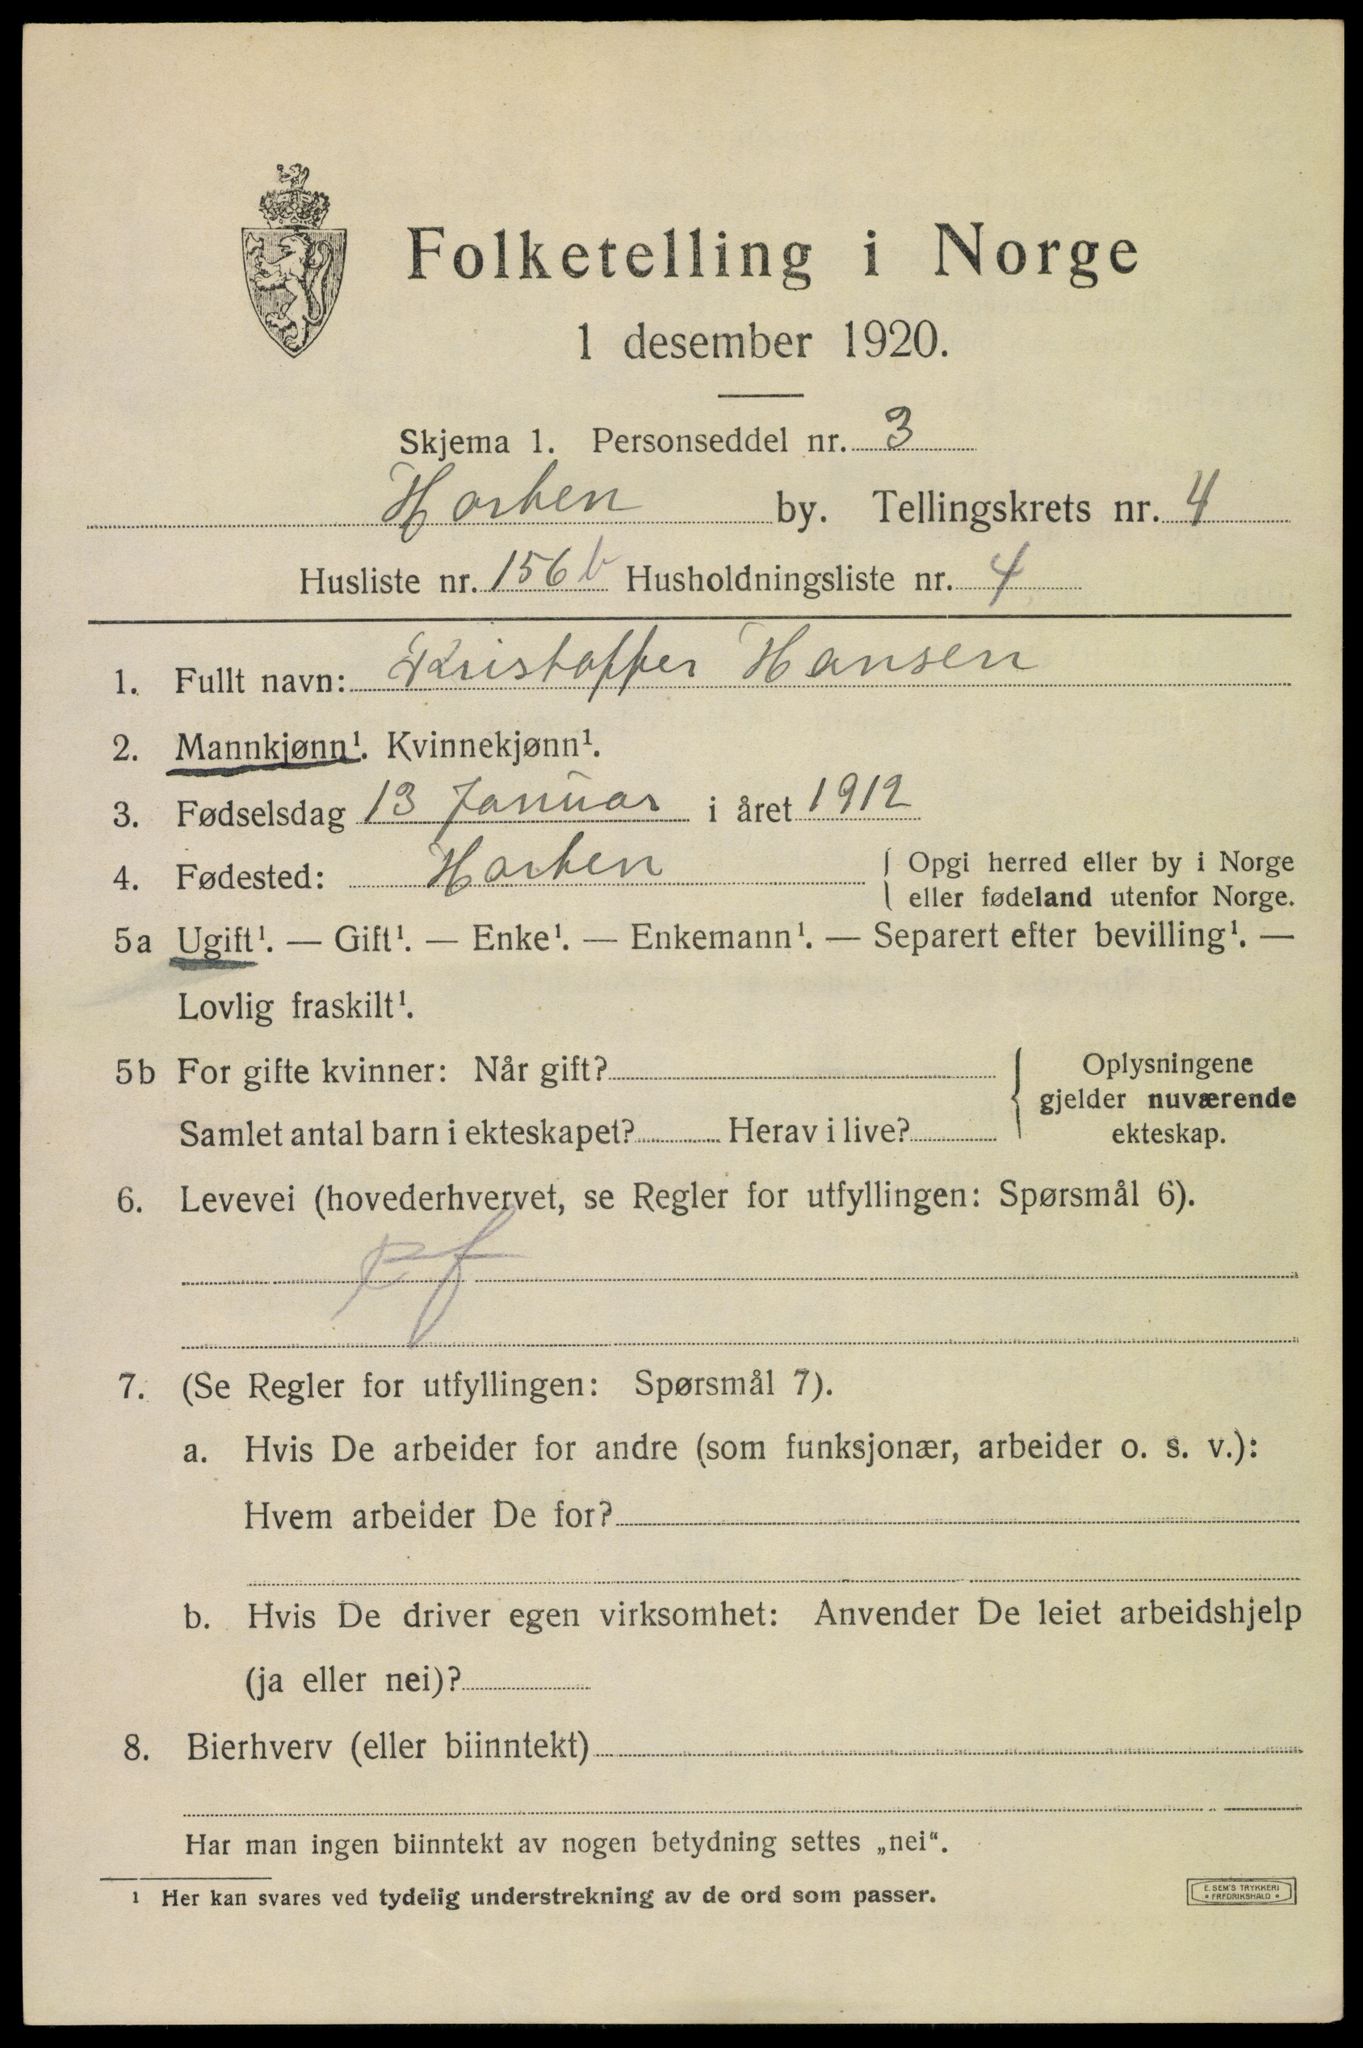 Folketelling i Norge
1 desember 1920.
Skjema 1. Personseddel nr. 3
Horten by. Tellingskrets nr. 4
Husliste nr. 156 b Husholdningsliste nr. 4
1. Fullt navn: Kristoffer Hansen
2. Mannkjønn¹. Kvinnekjønn¹.
3. Fødselsdag 13 Januar i året 1912
4. Fødested: Horten { Opgi herred eller by i Norge
eller fødeland utenfor Norge.
5a Ugift¹. — Gift¹. — Enke¹. — Enkemann¹. — Separert efter bevilling¹. —
Lovlig fraskilt¹.
5b For gifte kvinner: Når gift? { Oplysningene
gjelder nuværende
Samlet antal barn i ekteskapet? Herav i live? ekteskap.
6. Levevei (hovederhvervet, se Regler for utfyllingen: Spørsmål 6).
7. (Se Regler for utfyllingen: Spørsmål 7).
a. Hvis De arbeider for andre (som funksjonær, arbeider o. s. v.):
Hvem arbeider De for?
b. Hvis De driver egen virksomhet: Anvender De leiet arbeidshjelp
(ja eller nei)?
8. Bierhverv (eller biinntekt)
Har man ingen biinntekt av nogen betydning settes „nei“.
¹ Her kan svares ved tydelig understrekning av de ord som passer.
E. SEM'S TRYKKERI
• FREDRIKSHALD •